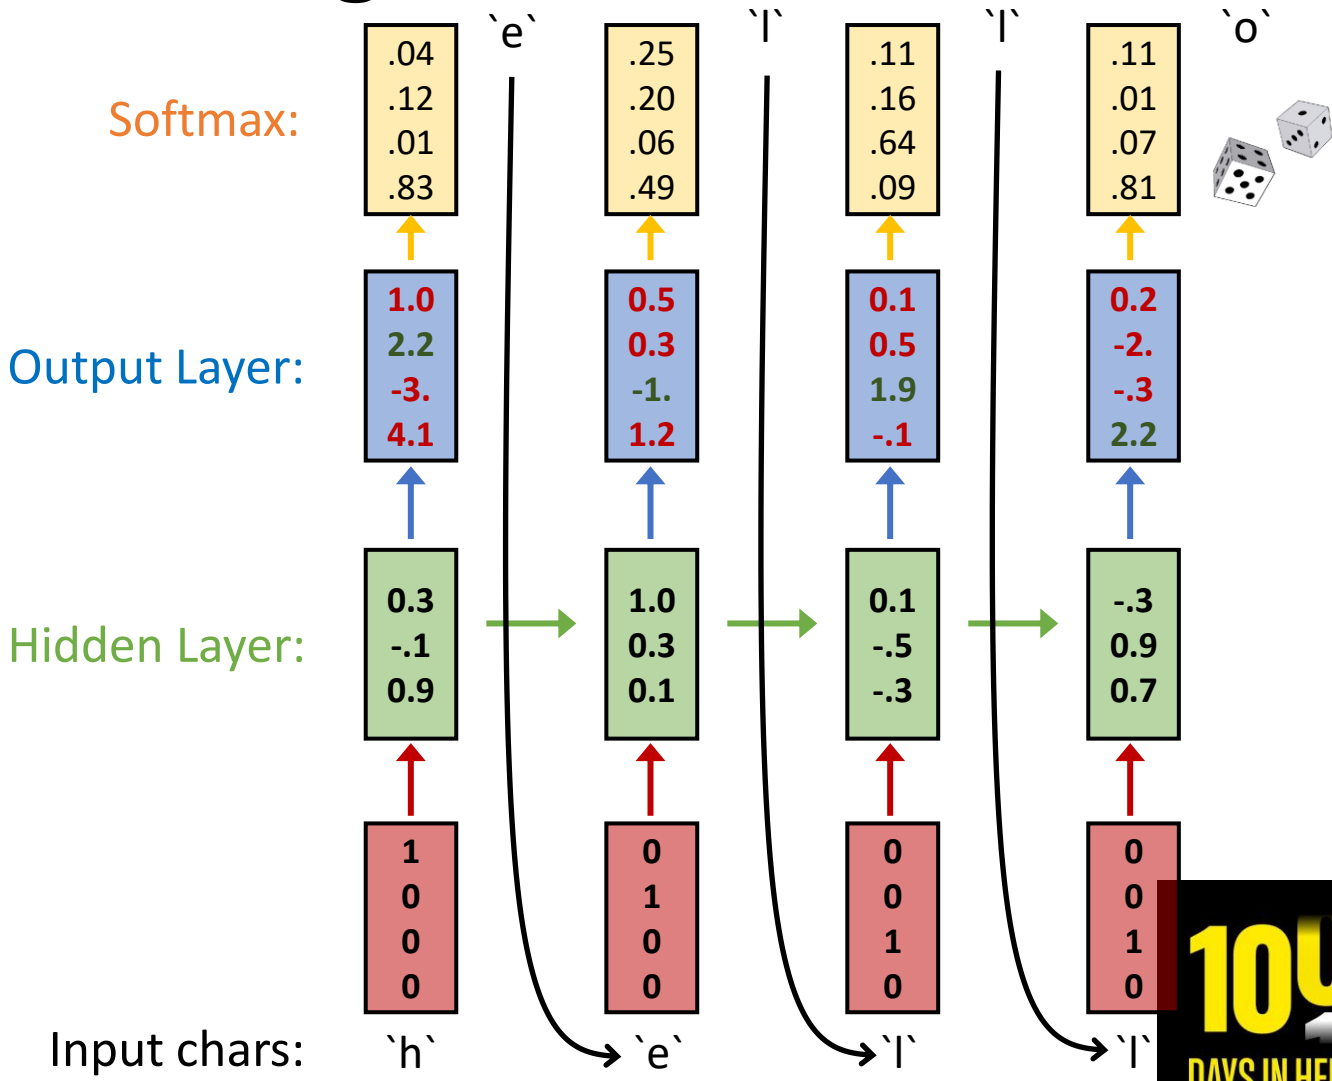 `e` `l` `l` `o`
Softmax:
.04 .25 .11 .11
.12 .20 .16 .01
.01 .06 .64 .07
.83 .49 .09 .81
Output Layer:
1.0 0.5 0.1 0.2
2.2 0.3 0.5 -2.
-3. -1. 1.9 -.3
4.1 1.2 -.1 2.2
Hidden Layer:
0.3 1.0 0.1 -.3
-.1 0.3 -.5 0.9
0.9 0.1 -.3 0.7
1 0 0 0
0 1 0 0
0 0 1 1
0 0 0 0
Input chars: `h` `e` `l` `l`
10
DAYS IN